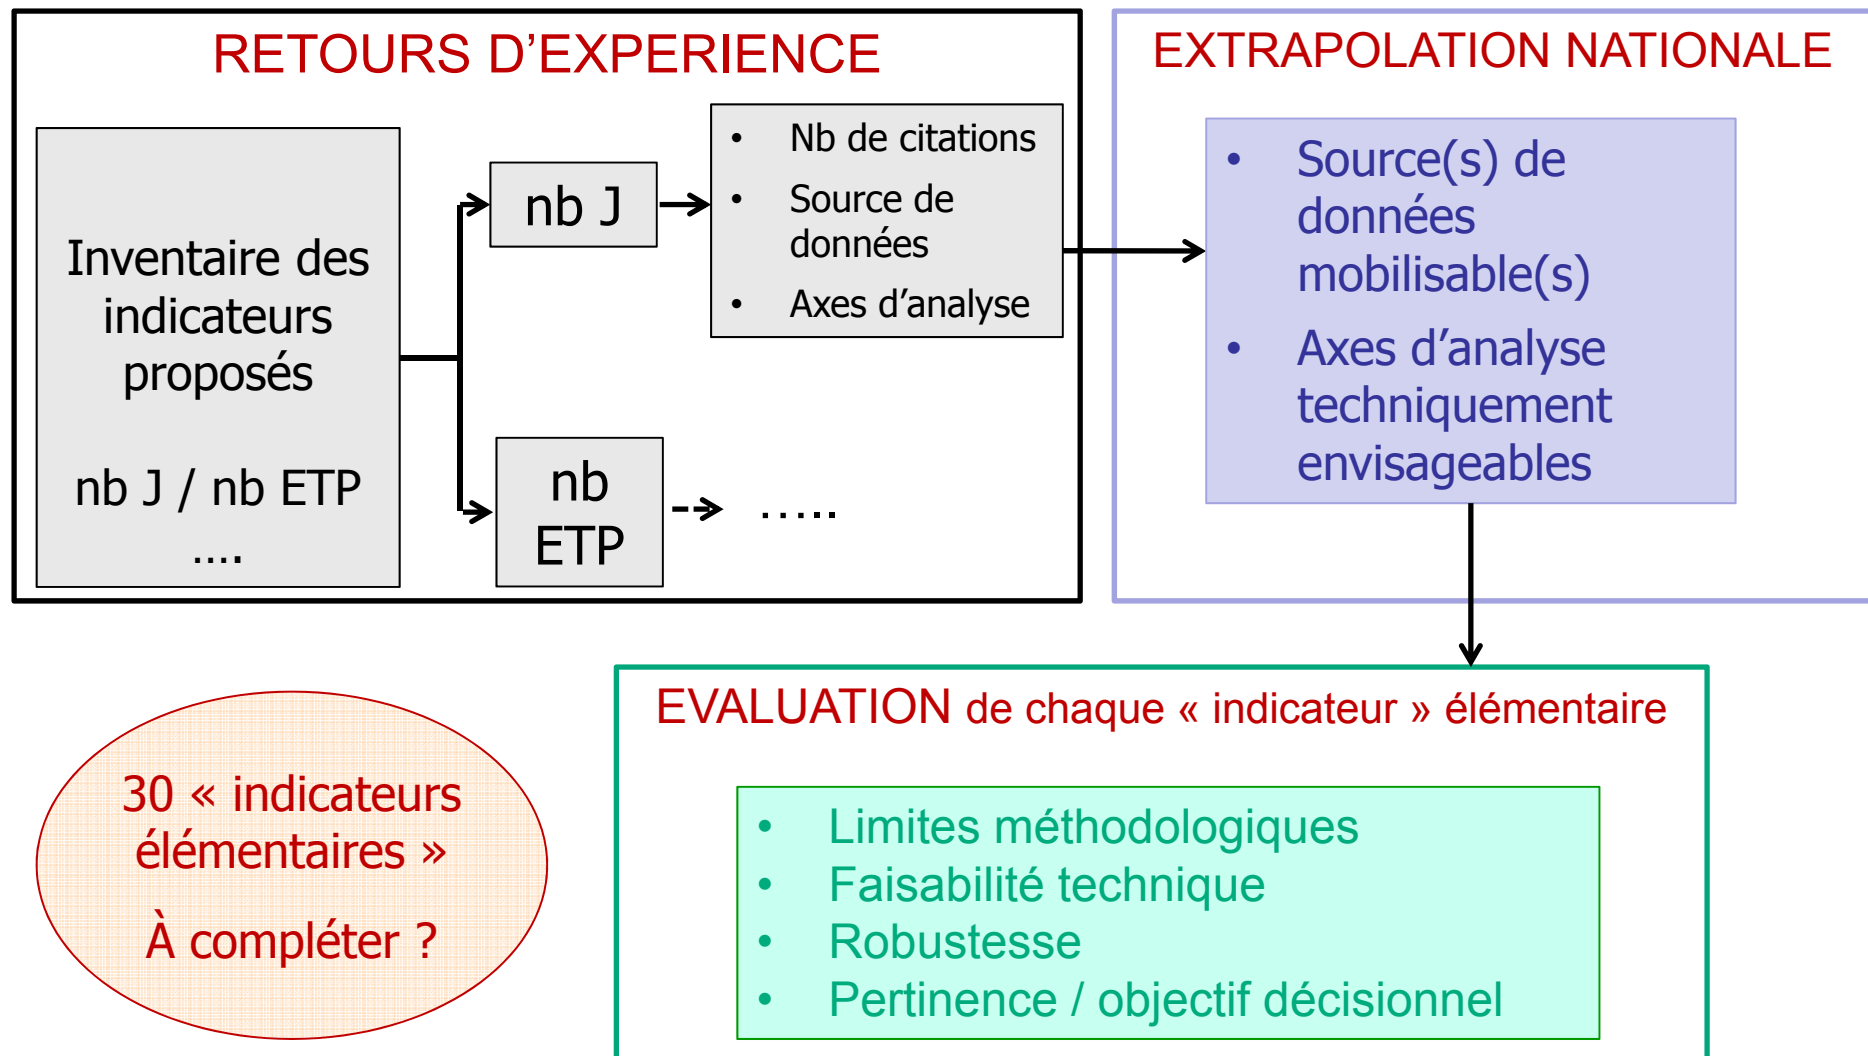 RETOURS D’EXPERIENCE
Inventaire des
indicateurs
proposés
nb J / nb ETP
….
nb J
• Nb de citations
• Source de
données
• Axes d’analyse
nb
ETP
…..
EXTRAPOLATION NATIONALE
• Source(s) de
données
mobilisable(s)
• Axes d’analyse
techniquement
envisageables
30 « indicateurs
élémentaires »
À compléter ?
EVALUATION de chaque « indicateur » élémentaire
• Limites méthodologiques
• Faisabilité technique
• Robustesse
• Pertinence / objectif décisionnel